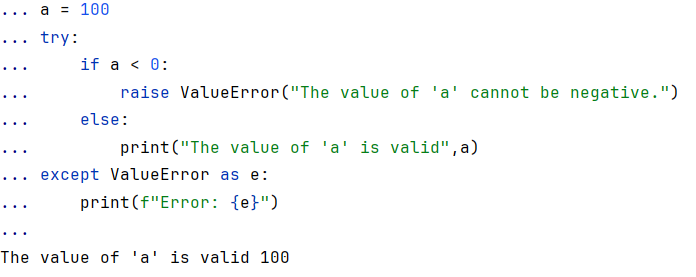 ... a = 100
... try:
...     if a < 0:
...         raise ValueError("The value of 'a' cannot be negative.")
...     else:
...         print("The value of 'a' is valid",a)
... except ValueError as e:
...     print(f"Error: {e}")
...
The value of 'a' is valid 100